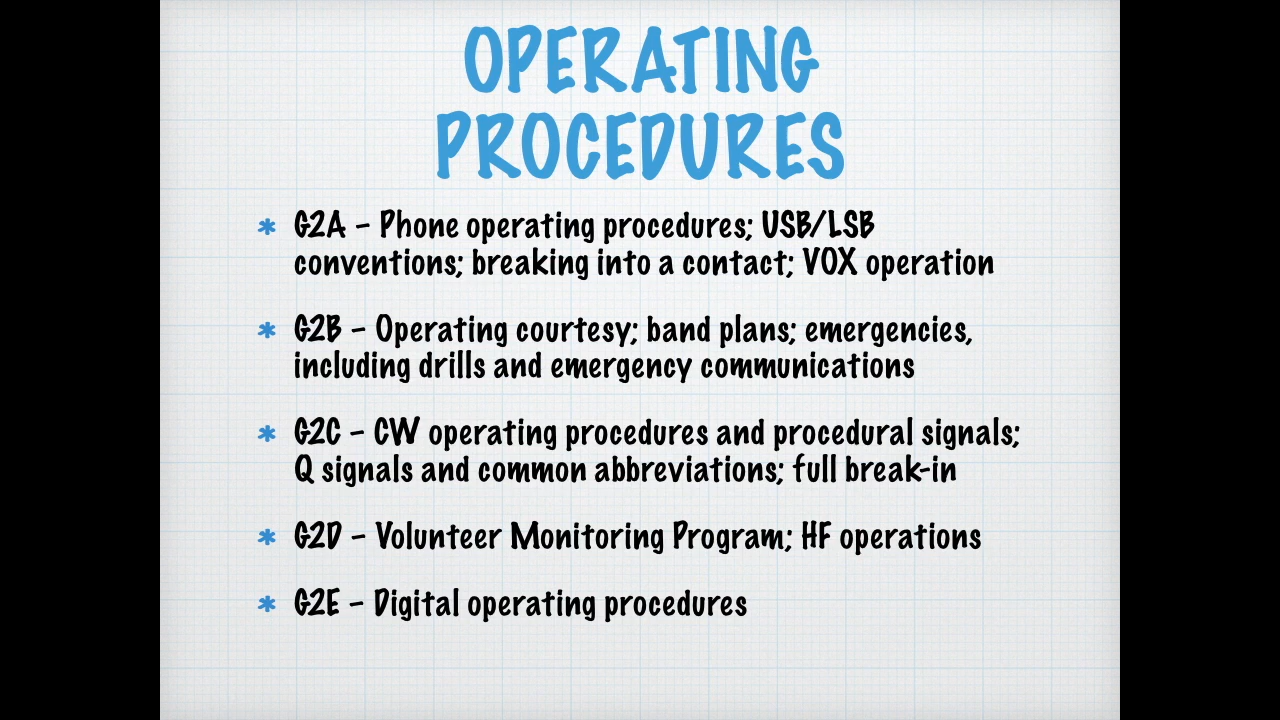 OPERATING
PROCEDURES
* G2A – Phone operating procedures; USB/LSB
conventions; breaking into a contact; VOX operation
* G2B – Operating courtesy; band plans; emergencies,
including drills and emergency communications
* G2C – CW operating procedures and procedural signals;
Q signals and common abbreviations; full break-in
* G2D – Volunteer Monitoring Program; HF operations
* G2E – Digital operating procedures